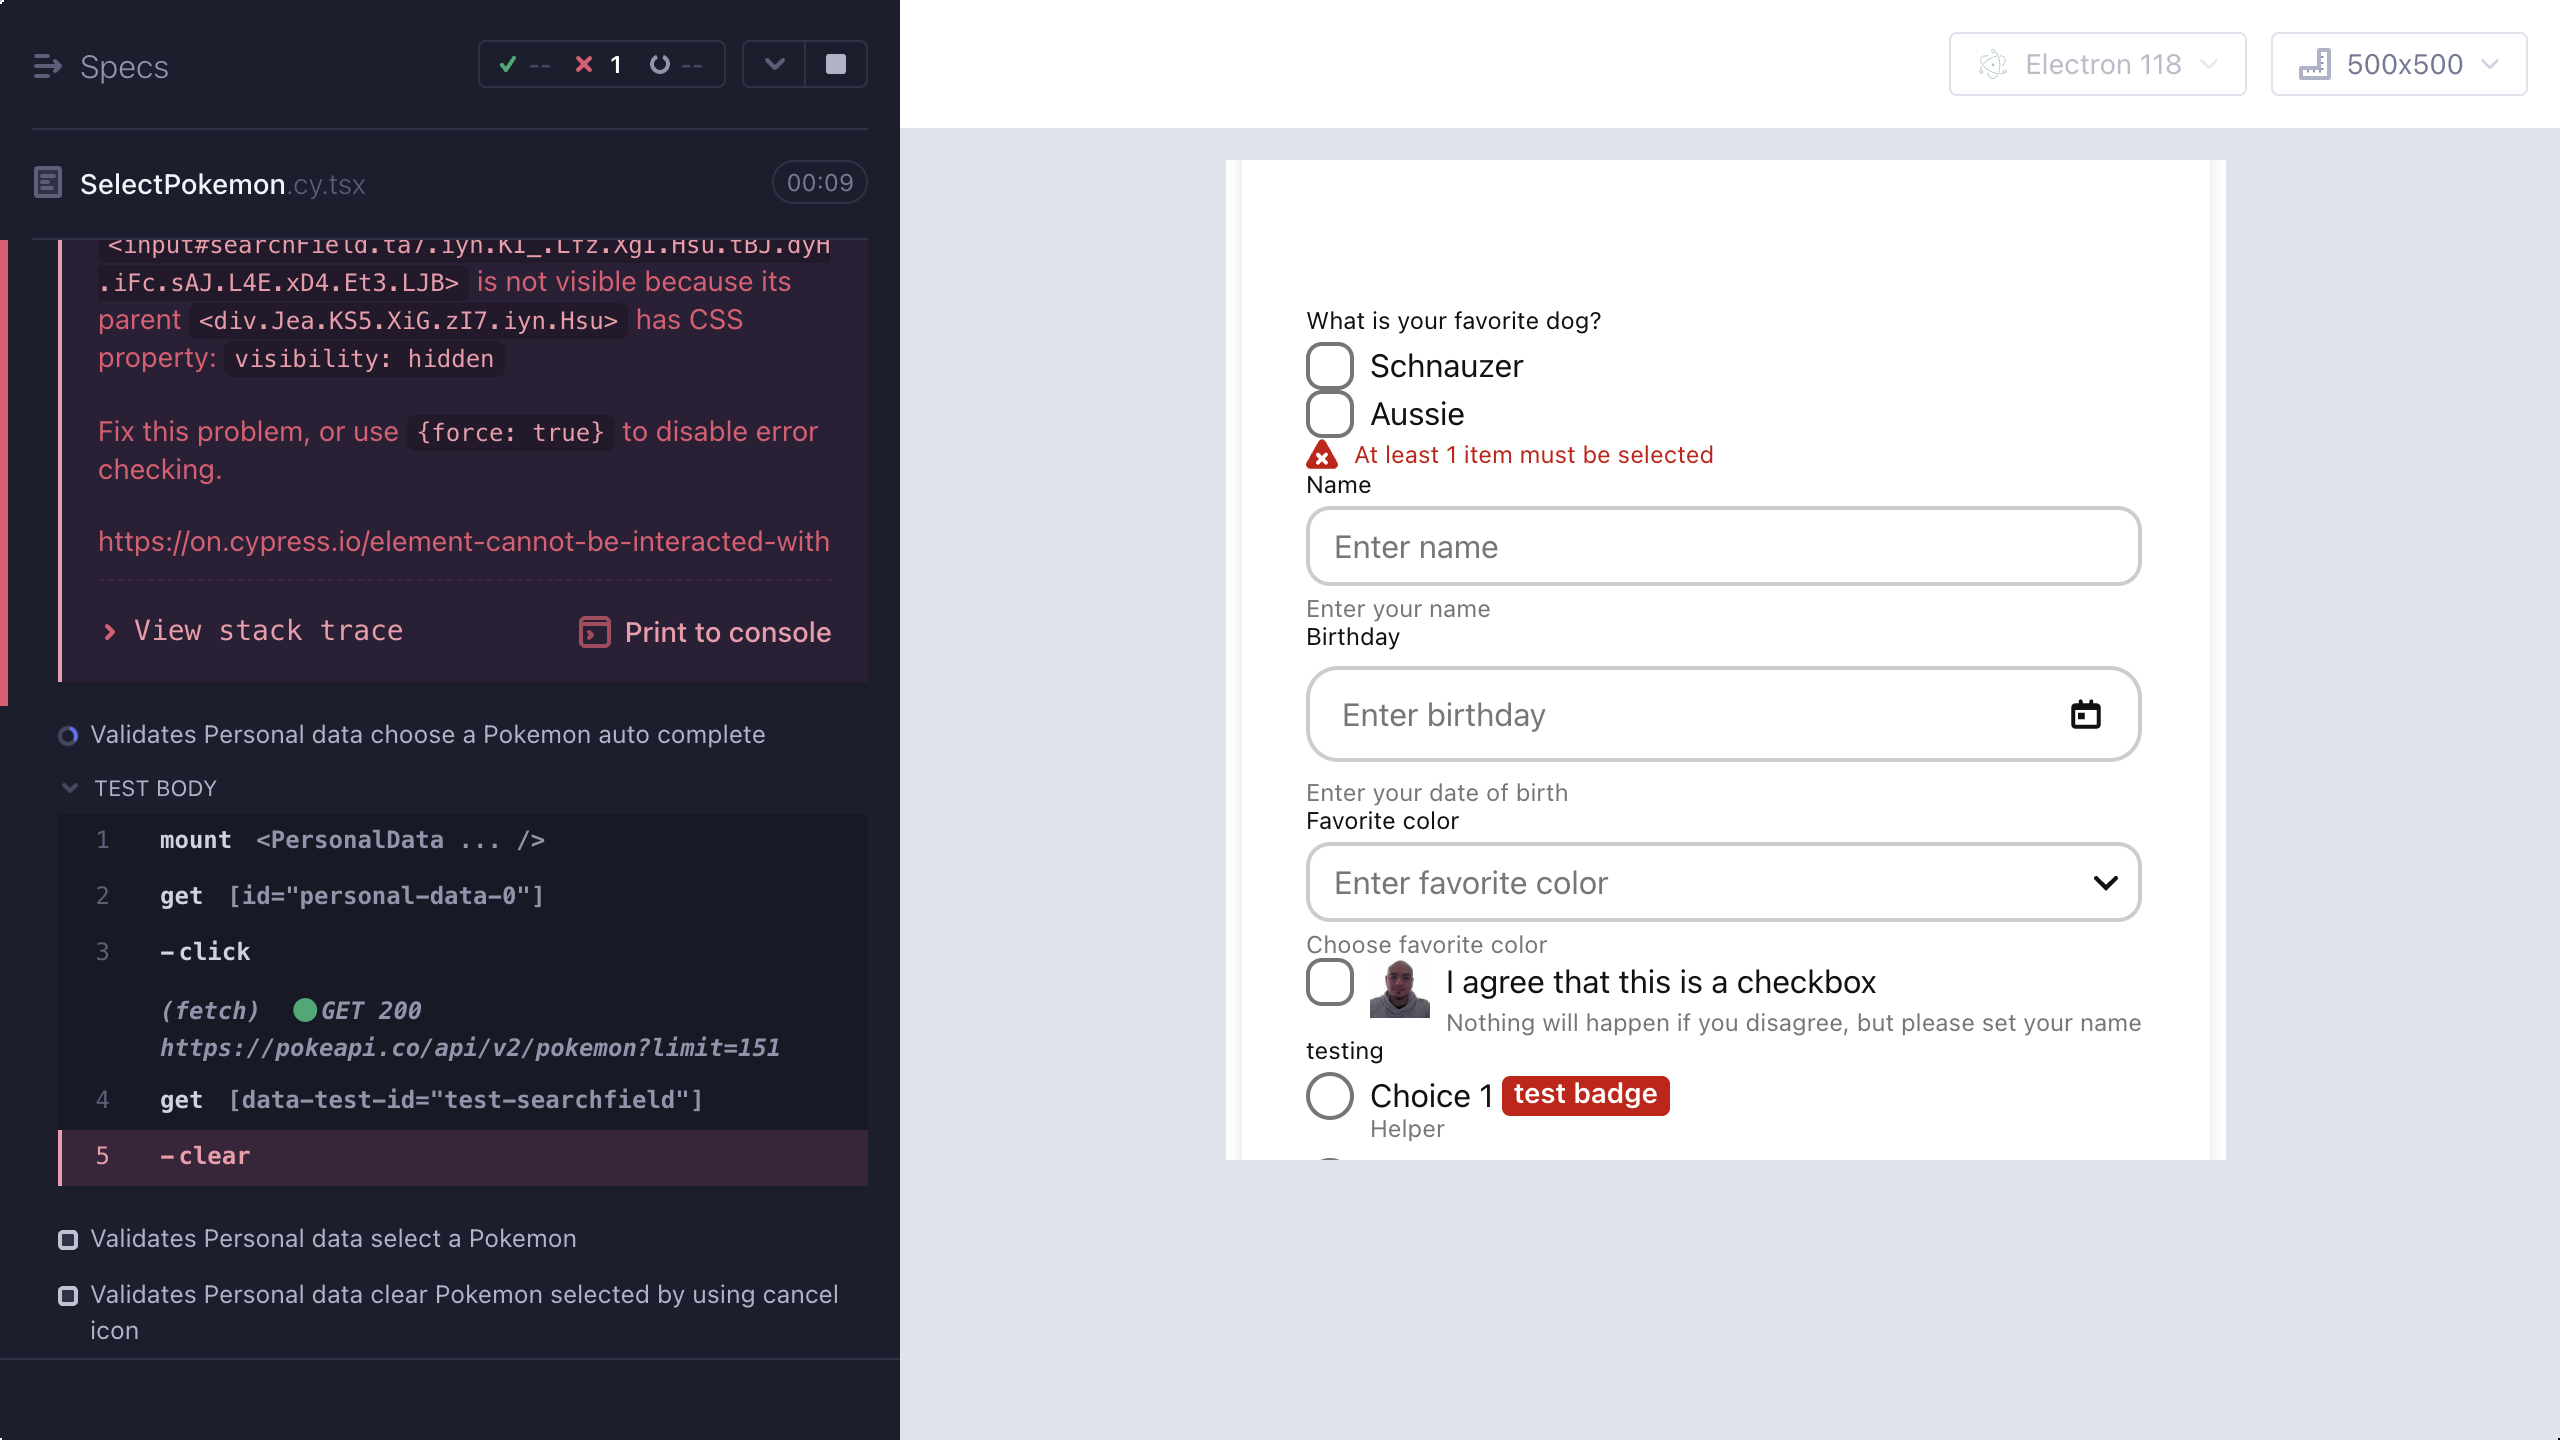 Specs
-- 1 --
SelectPokemon.cy.tsx 00:09
<input#searchField.ta7.iyn.KI_.Lfz.XgI.Hsu.tBJ.dyH
.iFc.sAJ.L4E.xD4.Et3.LJB> is not visible because its
parent <div.Jea.KS5.XiG.zI7.iyn.Hsu> has CSS
property: visibility: hidden
Fix this problem, or use {force: true} to disable error
checking.
https://on.cypress.io/element-cannot-be-interacted-with
View stack trace
Print to console
Validates Personal data choose a Pokemon auto complete
TEST BODY
1 mount <PersonalData ... />
2 get [id="personal-data-0"]
3 -click
(fetch) GET 200
https://pokeapi.co/api/v2/pokemon?limit=151
4 get [data-test-id="test-searchfield"]
5 -clear
Validates Personal data select a Pokemon
Validates Personal data clear Pokemon selected by using cancel
icon
Electron 118
500x500
What is your favorite dog?
Schnauzer
Aussie
At least 1 item must be selected
Name
Enter name
Enter your name
Birthday
Enter birthday
Enter your date of birth
Favorite color
Enter favorite color
Choose favorite color
I agree that this is a checkbox
Nothing will happen if you disagree, but please set your name
testing
Choice 1 test badge
Helper